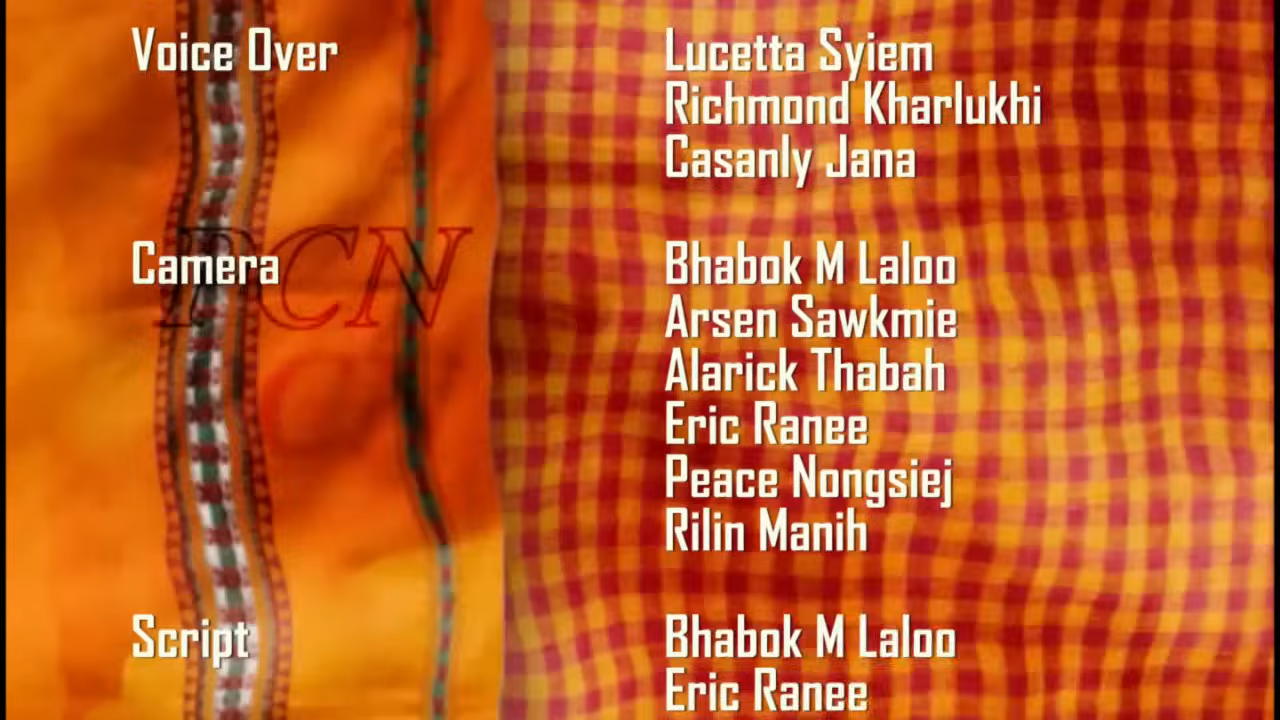 Voice Over Lucetta Syiem
Richmond Kharlukhi
Casanly Jana
PCN
Camera Bhabok M Laloo
Arsen Sawkmie
Alarick Thabah
Eric Ranee
Peace Nongsiej
Rilin Manih
Script Bhabok M Laloo
Eric Ranee